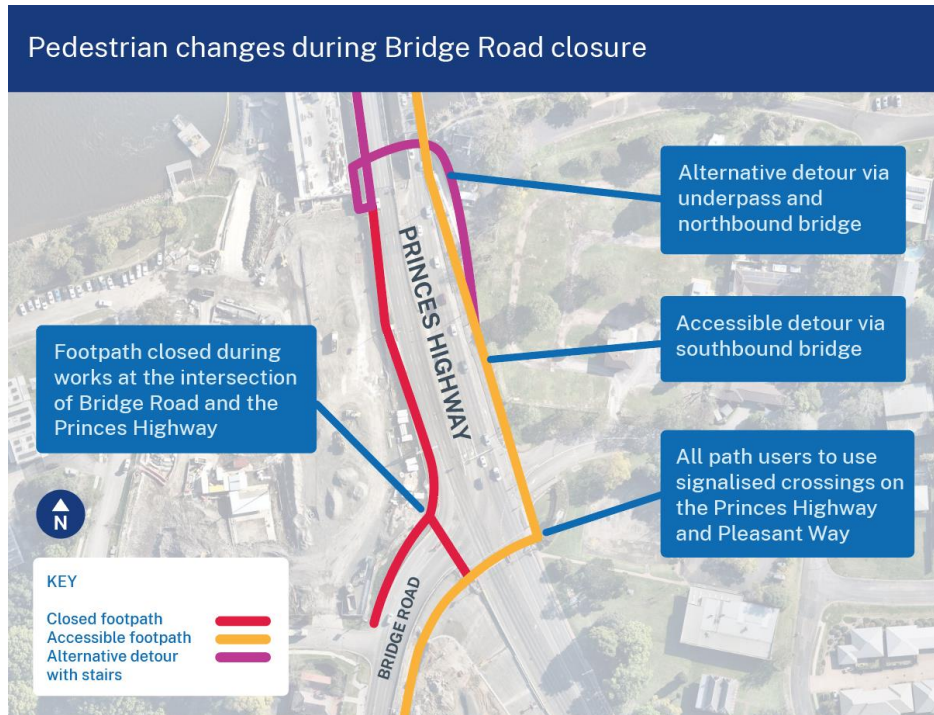 Pedestrian changes during Bridge Road closure
Alternative detour via
underpass and
northbound bridge
PRINCES HIGHWAY
Accessible detour via
southbound bridge
Footpath closed during
works at the intersection
of Bridge Road and the
Princes Highway
All path users to use
signalised crossings on
the Princes Highway
and Pleasant Way
N
BRIDGE ROAD
KEY
Closed footpath
Accessible footpath
Alternative detour
with stairs